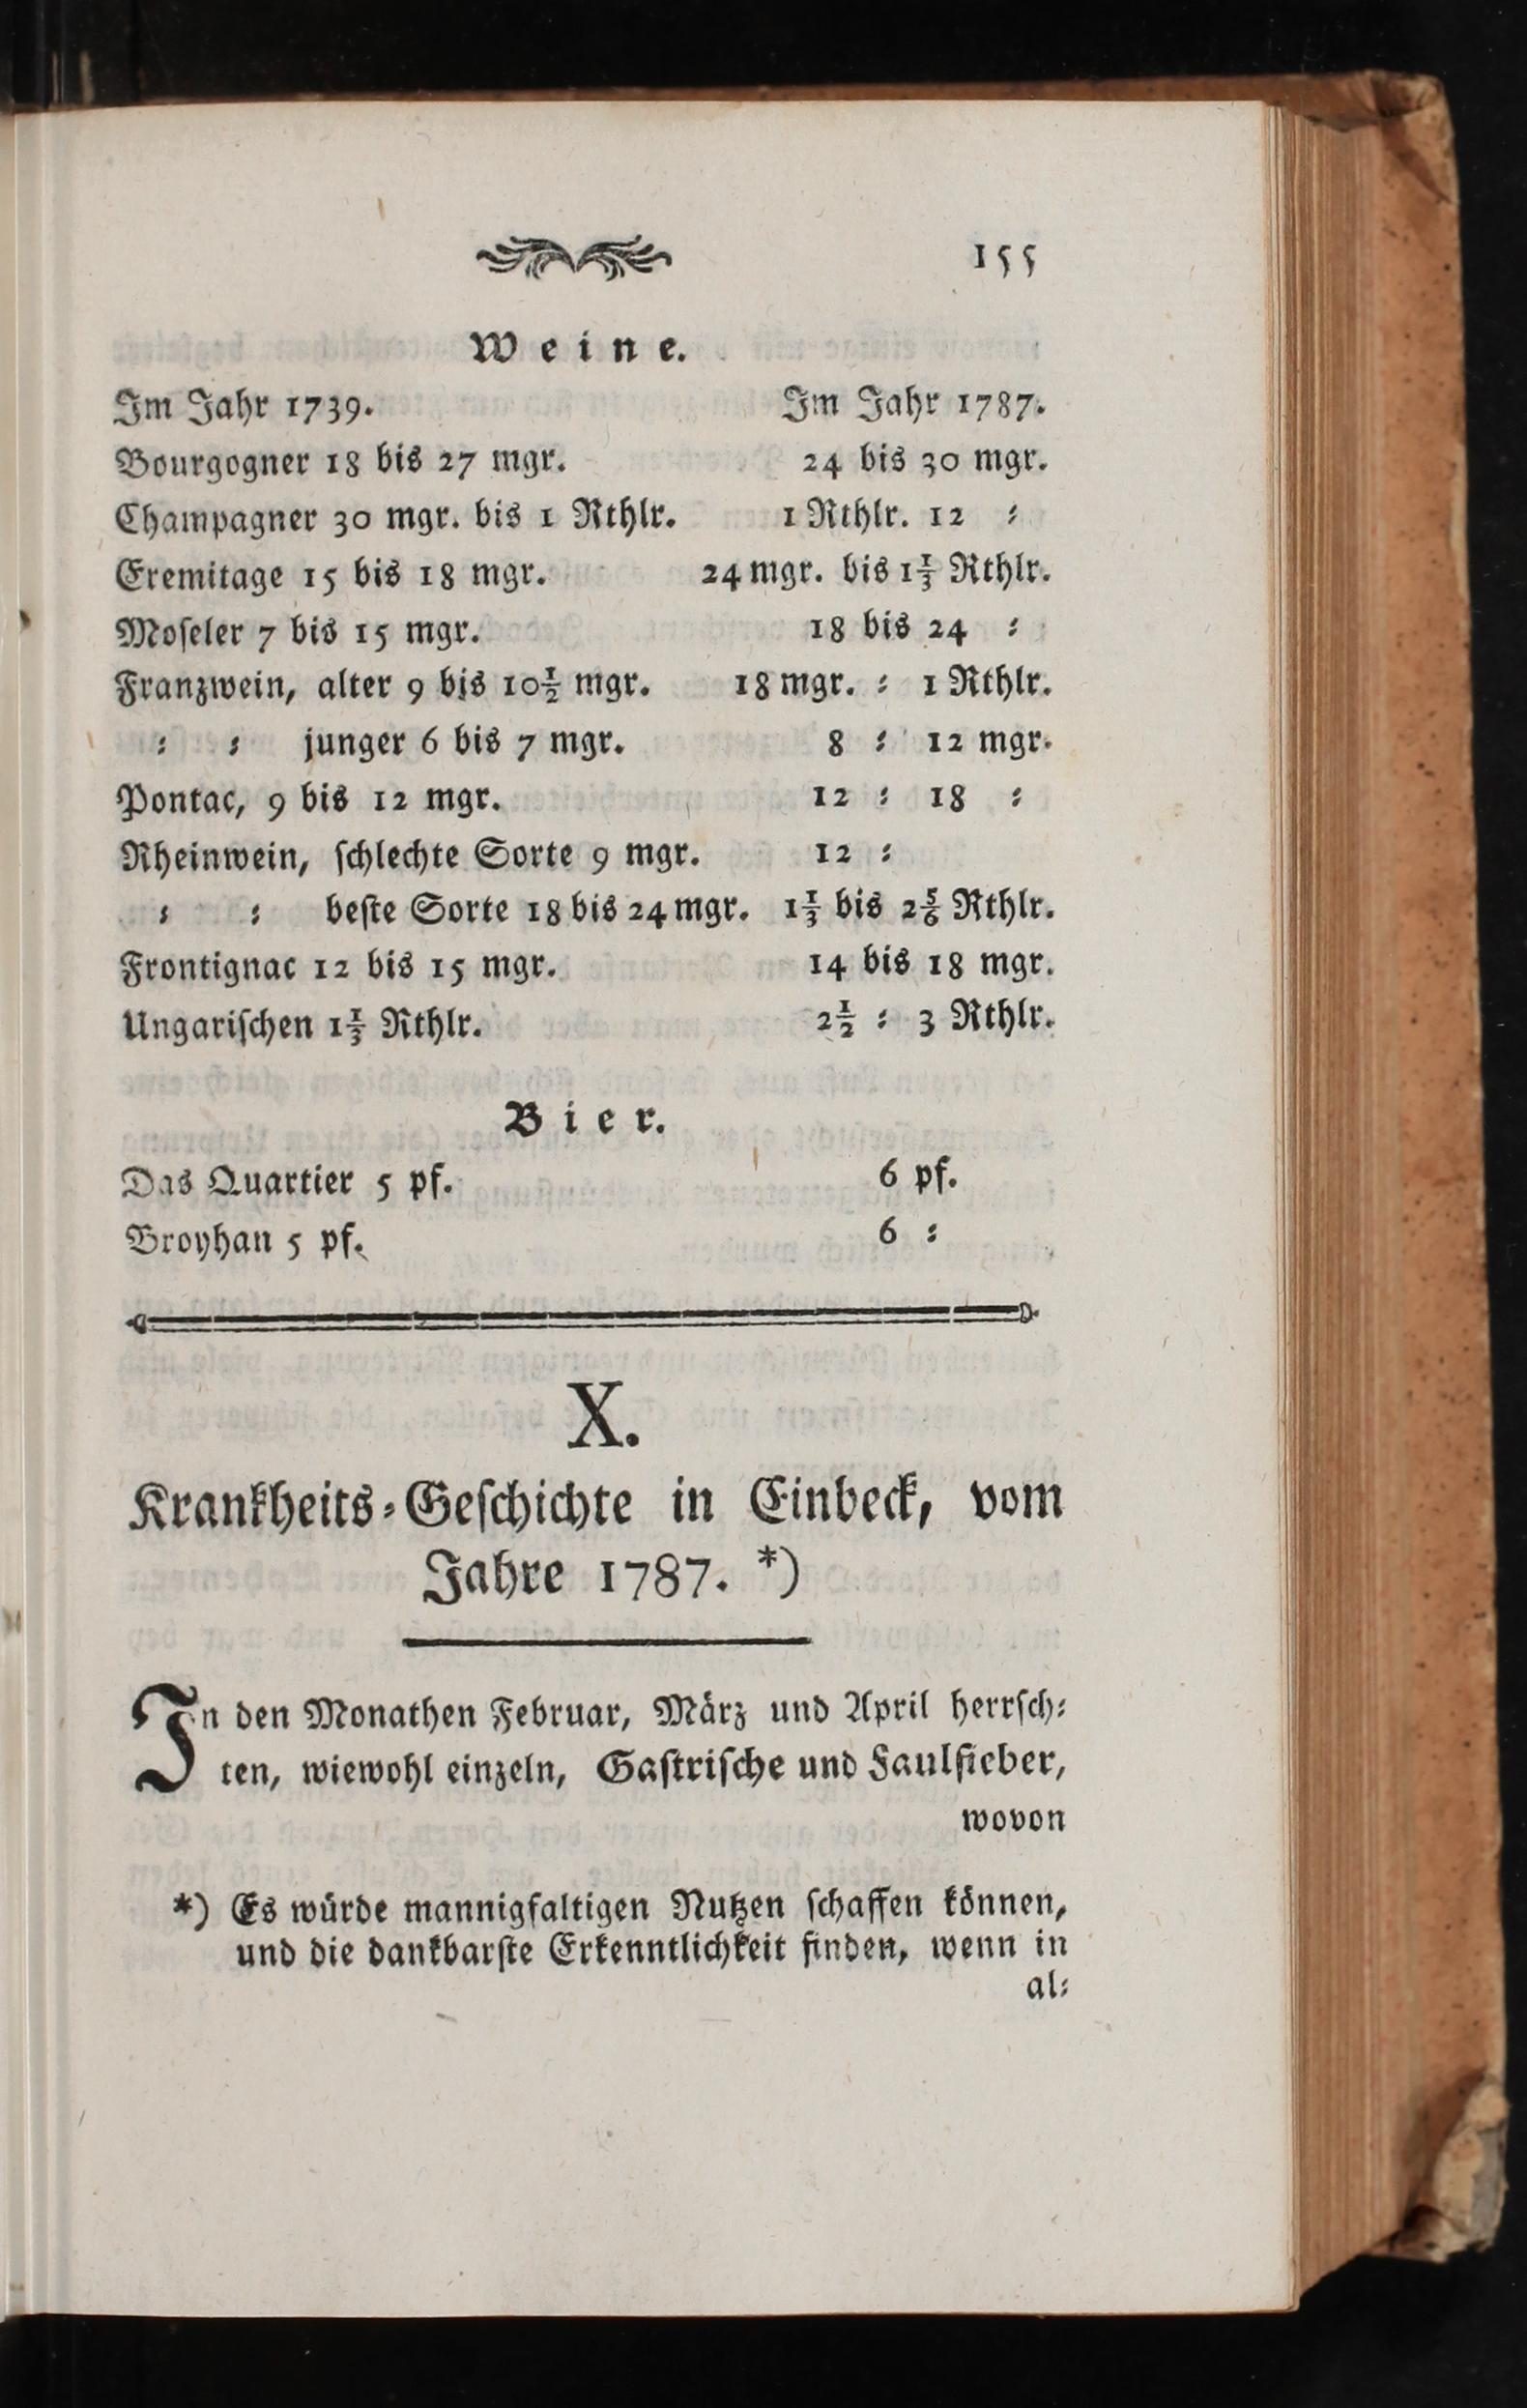 155
Weine.
Im Jahr 1739. Im Jahr 1787.
Bourgogner 18 bis 27 mgr. 24 bis 30 mgr.
Champagner 30 mgr. bis 1 Rthlr. 1 Rthlr. 12 ⸗
Eremitage 15 bis 18 mgr. 24 mgr. bis 1⅓ Rthlr.
Moſeler 7 bis 15 mgr. 18 bis 24 ⸗
Franzwein, alter 9 bis 10½ mgr. 18 mgr. ⸗ 1 Rthlr.
⸗ ⸗ junger 6 bis 7 mgr. 8 ⸗ 12 mgr.
Pontac, 9 bis 12 mgr. 12 ⸗ 18 ⸗
Rheinwein, ſchlechte Sorte 9 mgr. 12 ⸗
⸗ ⸗ beſte Sorte 18 bis 24 mgr. 1⅓ bis 2⅚ Rthlr.
Frontignac 12 bis 15 mgr. 14 bis 18 mgr.
Ungariſchen 1⅓ Rthlr. 2½ ⸗ 3 Rthlr.
Bier.
Das Quartier 5 pf. 6 pf.
Broyhan 5 pf. 6 ⸗
X.
Krankheits⸗Geſchichte in Einbeck, vom
Jahre 1787. *)
In den Monathen Februar, März und April herrſch⸗
ten, wiewohl einzeln, Gaſtriſche und Faulfieber,
wovon
*) Es würde mannigfaltigen Nutzen ſchaffen können,
und die dankbarſte Erkenntlichkeit finden, wenn in
al⸗